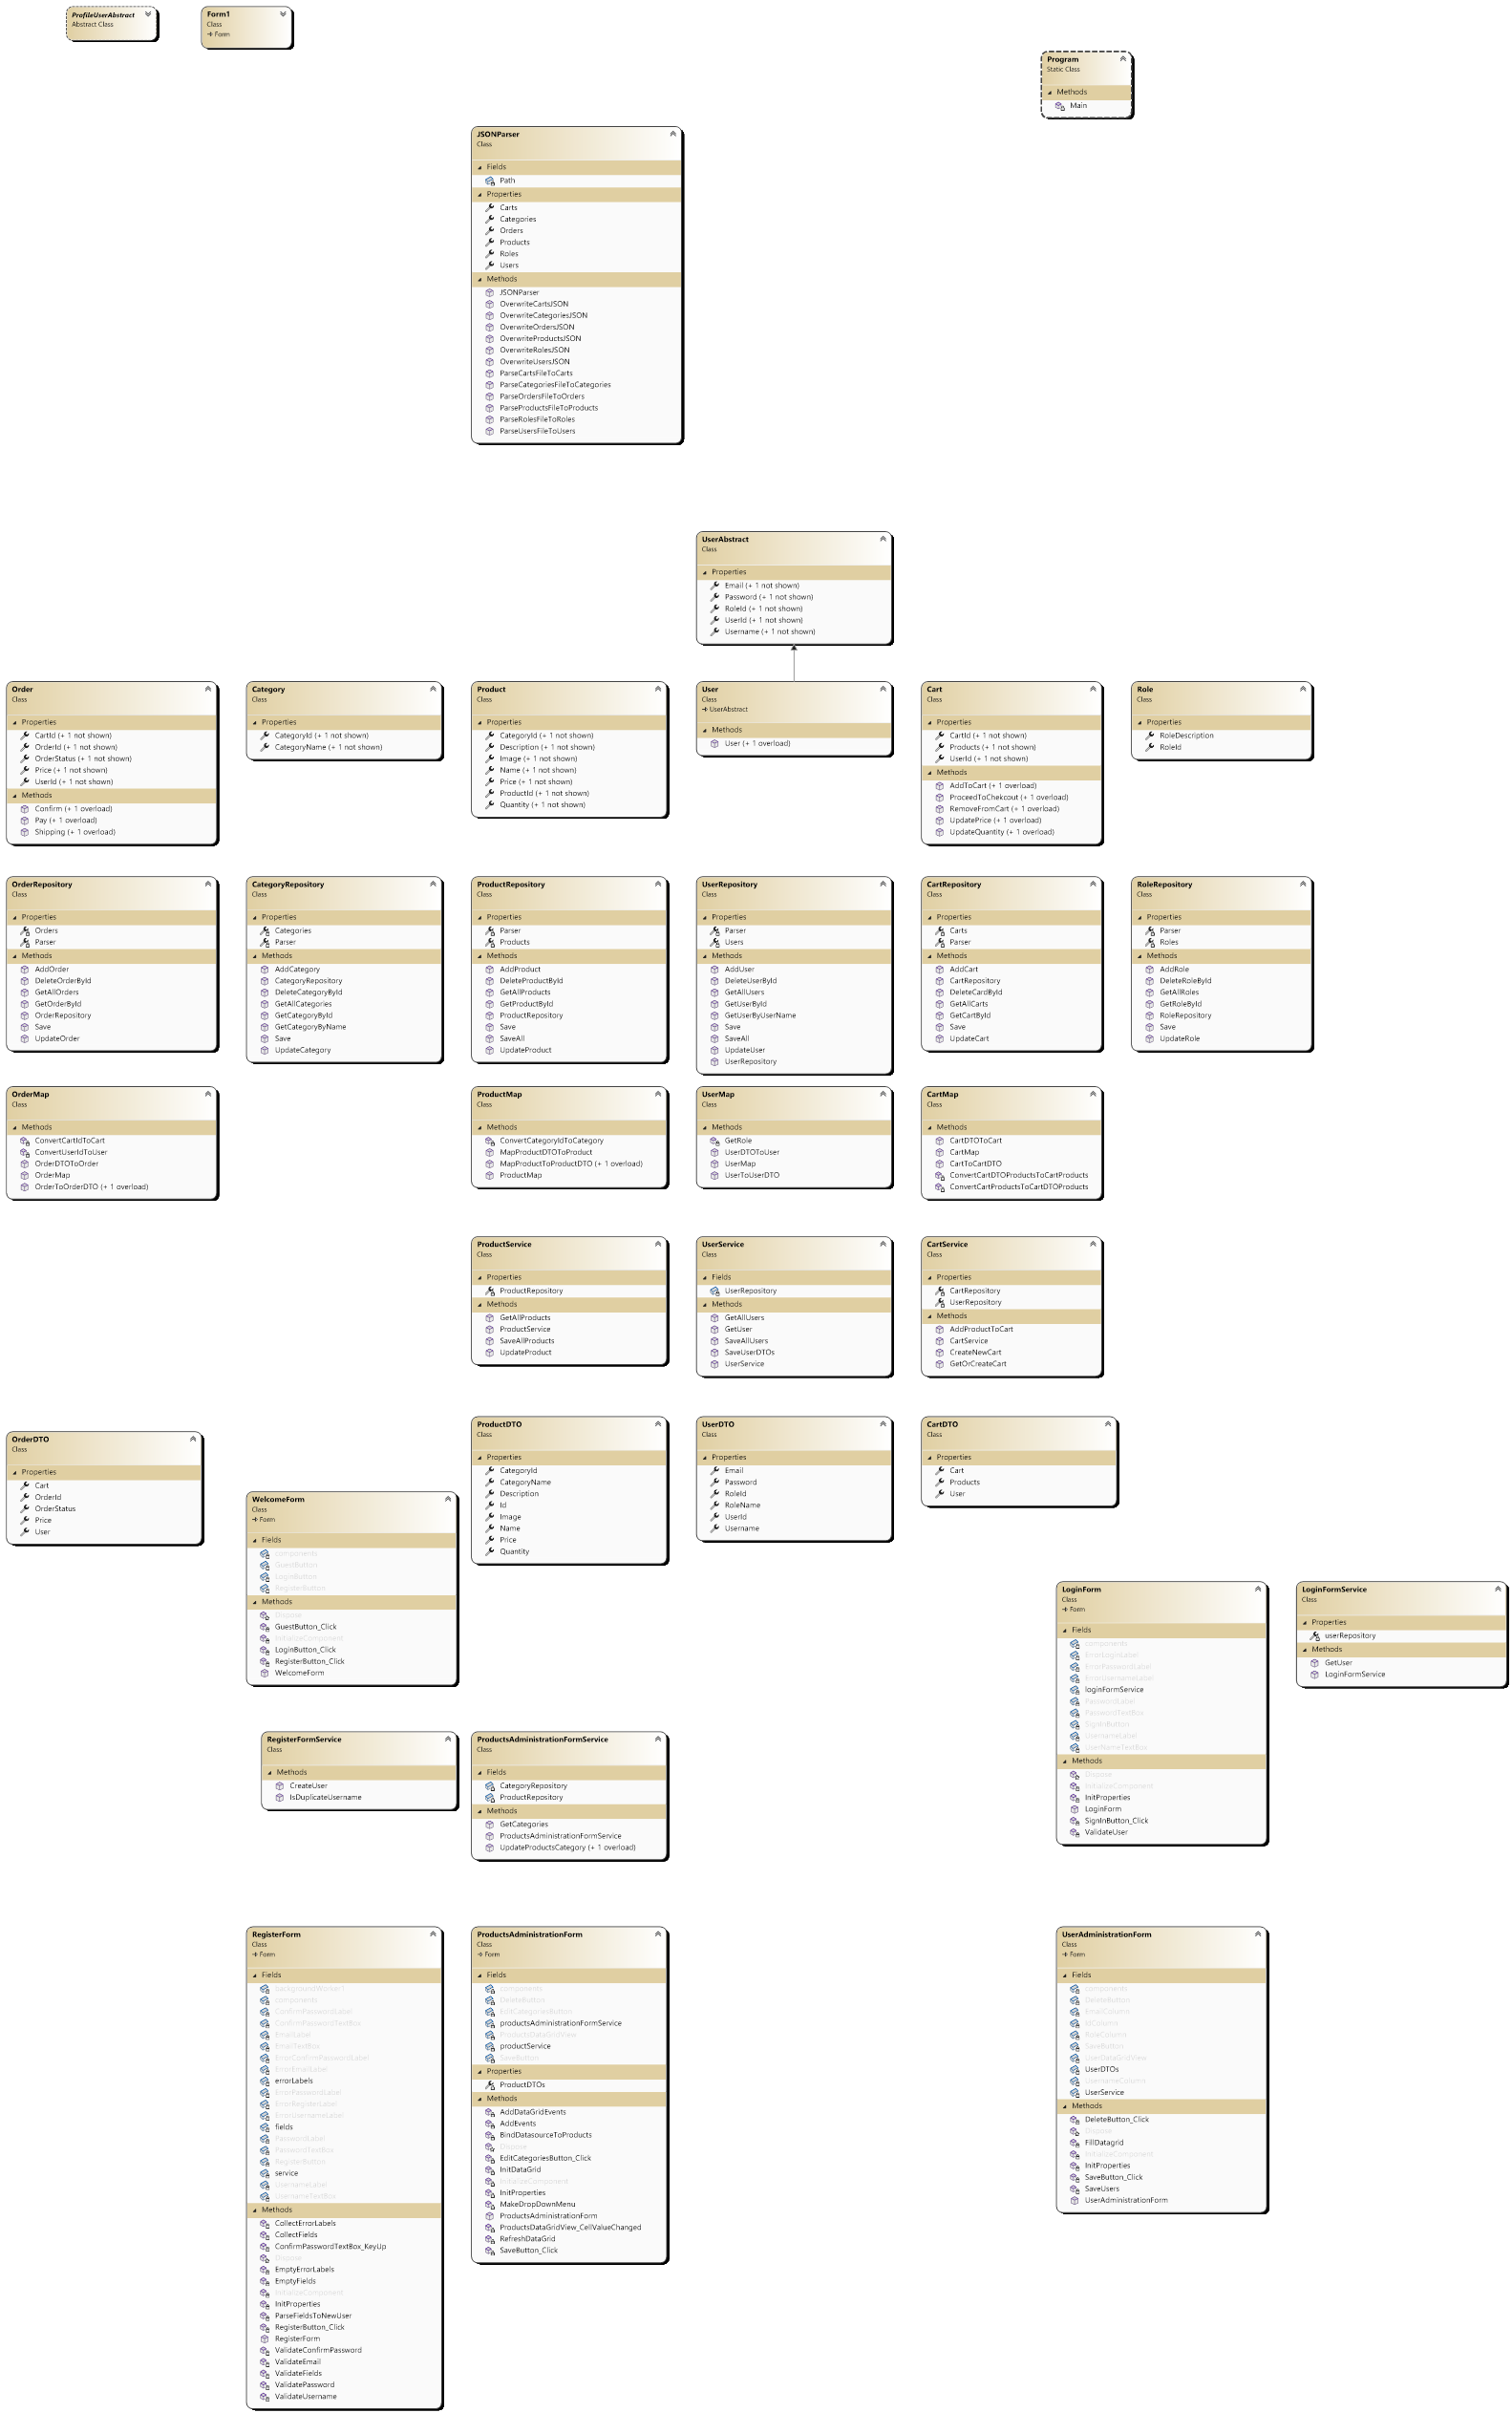 ProfileUserAbstract
Abstract Class
Form1
Class
Form
Program
Static Class
Methods
Main
JSONParser
Class
Fields
Path
Properties
Carts
Categories
Orders
Products
Roles
Users
Methods
JSONParser
OverwriteCartsJSON
OverwriteCategoriesJSON
OverwriteOrdersJSON
OverwriteProductsJSON
OverwriteRolesJSON
OverwriteUsersJSON
ParseCartsFileToCarts
ParseCategoriesFileToCategories
ParseOrdersFileToOrders
ParseProductsFileToProducts
ParseRolesFileToRoles
ParseUsersFileToUsers
UserAbstract
Class
Properties
Email (+ 1 not shown)
Password (+ 1 not shown)
RoleId (+ 1 not shown)
UserId (+ 1 not shown)
Username (+ 1 not shown)
Order
Class
Properties
CartId (+ 1 not shown)
OrderId (+ 1 not shown)
OrderStatus (+ 1 not shown)
Price (+ 1 not shown)
UserId (+ 1 not shown)
Methods
Confirm (+ 1 overload)
Pay (+ 1 overload)
Shipping (+ 1 overload)
Category
Class
Properties
CategoryId (+ 1 not shown)
CategoryName (+ 1 not shown)
Product
Class
Properties
CategoryId (+ 1 not shown)
Description (+ 1 not shown)
Image (+ 1 not shown)
Name (+ 1 not shown)
Price (+ 1 not shown)
ProductId (+ 1 not shown)
Quantity (+ 1 not shown)
User
Class
UserAbstract
Methods
User (+ 1 overload)
Cart
Class
Properties
CartId (+ 1 not shown)
Products (+ 1 not shown)
UserId (+ 1 not shown)
Methods
AddToCart (+ 1 overload)
ProceedToChekcout (+ 1 overload)
RemoveFromCart (+ 1 overload)
UpdatePrice (+ 1 overload)
UpdateQuantity (+ 1 overload)
Role
Class
Properties
RoleDescription
RoleId
OrderRepository
Class
Properties
Orders
Parser
Methods
AddOrder
DeleteOrderById
GetAllOrders
GetOrderById
OrderRepository
Save
UpdateOrder
CategoryRepository
Class
Properties
Categories
Parser
Methods
AddCategory
CategoryRepository
DeleteCategoryById
GetAllCategories
GetCategoryById
GetCategoryByName
Save
UpdateCategory
ProductRepository
Class
Properties
Parser
Products
Methods
AddProduct
DeleteProductById
GetAllProducts
GetProductById
ProductRepository
Save
SaveAll
UpdateProduct
UserRepository
Class
Properties
Parser
Users
Methods
AddUser
DeleteUserById
GetAllUsers
GetUserById
GetUserByUserName
Save
SaveAll
UpdateUser
UserRepository
CartRepository
Class
Properties
Carts
Parser
Methods
AddCart
CartRepository
DeleteCardById
GetAllCarts
GetCartById
Save
UpdateCart
RoleRepository
Class
Properties
Parser
Roles
Methods
AddRole
DeleteRoleById
GetAllRoles
GetRoleById
RoleRepository
Save
UpdateRole
OrderMap
Class
Methods
ConvertCartIdToCart
ConvertUserIdToUser
OrderDTOToOrder
OrderMap
OrderToOrderDTO (+ 1 overload)
ProductMap
Class
Methods
ConvertCategoryIdToCategory
MapProductDTOToProduct
MapProductToProductDTO (+ 1 overload)
ProductMap
UserMap
Class
Methods
GetRole
UserDTOToUser
UserMap
UserToUserDTO
CartMap
Class
Methods
CartDTOToCart
CartMap
CartToCartDTO
ConvertCartDTOProductsToCartProducts
ConvertCartProductsToCartDTOProducts
ProductService
Class
Properties
ProductRepository
Methods
GetAllProducts
ProductService
SaveAllProducts
UpdateProduct
UserService
Class
Fields
UserRepository
Methods
GetAllUsers
GetUser
SaveAllUsers
SaveUserDTOs
UserService
CartService
Class
Properties
CartRepository
UserRepository
Methods
AddProductToCart
CartService
CreateNewCart
GetOrCreateCart
OrderDTO
Class
Properties
Cart
OrderId
OrderStatus
Price
User
WelcomeForm
Class
Form
Fields
components
GuestButton
LoginButton
RegisterButton
Methods
Dispose
GuestButton_Click
InitializeComponent
LoginButton_Click
RegisterButton_Click
WelcomeForm
ProductDTO
Class
Properties
CategoryId
CategoryName
Description
Id
Image
Name
Price
Quantity
UserDTO
Class
Properties
Email
Password
RoleId
RoleName
UserId
Username
CartDTO
Class
Properties
Cart
Products
User
LoginForm
Class
Form
Fields
components
ErrorLoginLabel
ErrorPasswordLabel
ErrorUsernameLabel
loginFormService
PasswordLabel
PasswordTextBox
SignInButton
UsernameLabel
UserNameTextBox
Methods
Dispose
InitializeComponent
InitProperties
LoginForm
SignInButton_Click
ValidateUser
LoginFormService
Class
Properties
userRepository
Methods
GetUser
LoginFormService
RegisterFormService
Class
Methods
CreateUser
IsDuplicateUsername
ProductsAdministrationFormService
Class
Fields
CategoryRepository
ProductRepository
Methods
GetCategories
ProductsAdministrationFormService
UpdateProductsCategory (+ 1 overload)
RegisterForm
Class
Form
Fields
backgroundWorker1
components
ConfirmPasswordLabel
ConfirmPasswordTextBox
EmailLabel
EmailTextBox
ErrorConfirmPasswordLabel
ErrorEmailLabel
errorLabels
ErrorPasswordLabel
ErrorRegisterLabel
ErrorUsernameLabel
fields
PasswordLabel
PasswordTextBox
RegisterButton
service
UsernameLabel
UsernameTextBox
Methods
CollectErrorLabels
CollectFields
ConfirmPasswordTextBox_KeyUp
Dispose
EmptyErrorLabels
EmptyFields
InitializeComponent
InitProperties
ParseFieldsToNewUser
RegisterButton_Click
RegisterForm
ValidateConfirmPassword
ValidateEmail
ValidateFields
ValidatePassword
ValidateUsername
ProductsAdministrationForm
Class
Form
Fields
components
DeleteButton
EditCategoriesButton
productsAdministrationFormService
ProductsDataGridView
productService
SaveButton
Properties
ProductDTOs
Methods
AddDataGridEvents
AddEvents
BindDatasourceToProducts
Dispose
EditCategoriesButton_Click
InitDataGrid
InitializeComponent
InitProperties
MakeDropDownMenu
ProductsAdministrationForm
ProductsDataGridView_CellValueChanged
RefreshDataGrid
SaveButton_Click
UserAdministrationForm
Class
Form
Fields
components
DeleteButton
EmailColumn
IdColumn
RoleColumn
SaveButton
UserDataGridView
UserDTOs
UsernameColumn
UserService
Methods
DeleteButton_Click
Dispose
FillDatagrid
InitializeComponent
InitProperties
SaveButton_Click
SaveUsers
UserAdministrationForm